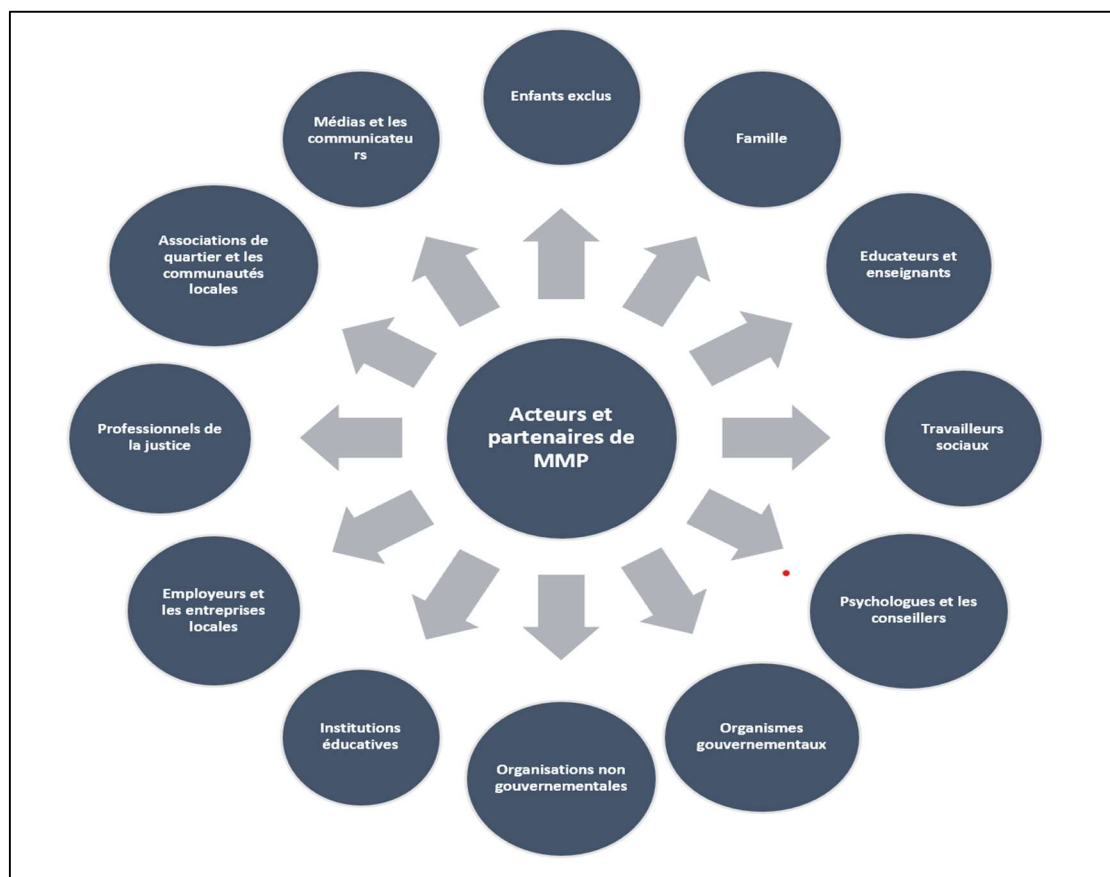 Enfants exclus
Famille
Educateurs et
enseignants
Travailleurs
sociaux
Psychologues et les
conseillers
Organismes
gouvernementaux
Organisations non
gouvernementales
Institutions
éducatives
Employeurs et
les entreprises
locales
Professionnels de
la justice
Associations de
quartier et les
communautés
locales
Médias et les
communicateu
rs
Acteurs et
partenaires de
MMP